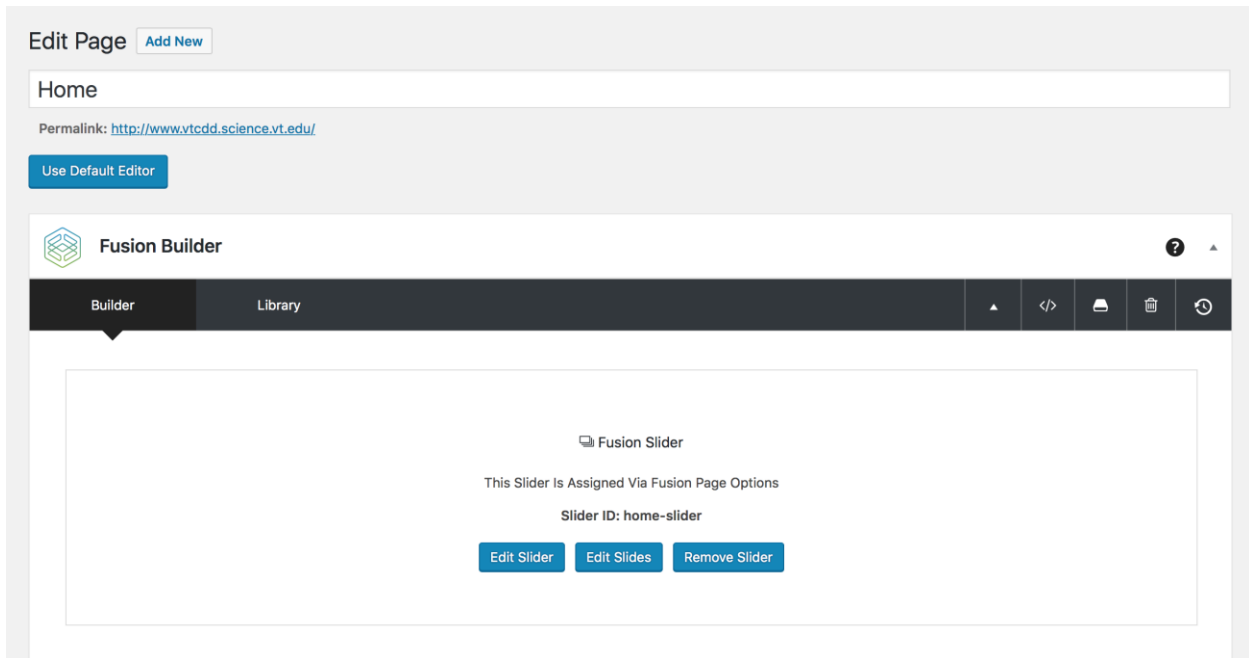 Edit Page Add New
Home
Permalink: http://www.vtcdd.science.vt.edu/
Use Default Editor
Fusion Builder
Builder Library
Fusion Slider
This Slider Is Assigned Via Fusion Page Options
Slider ID: home-slider
Edit Slider Edit Slides Remove Slider